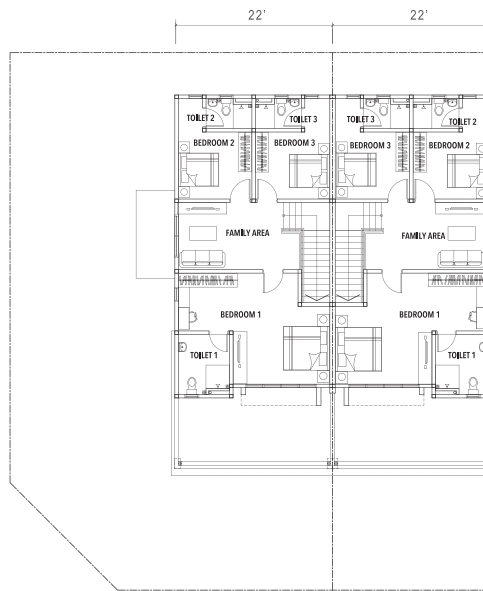 22' 22'
TOILET 2 TOILET 3 TOILET 3 TOILET 2
BEDROOM 2 BEDROOM 3 BEDROOM 3 BEDROOM 2
FAMILY AREA FAMILY AREA
BEDROOM 1 BEDROOM 1
TOILET 1 TOILET 1